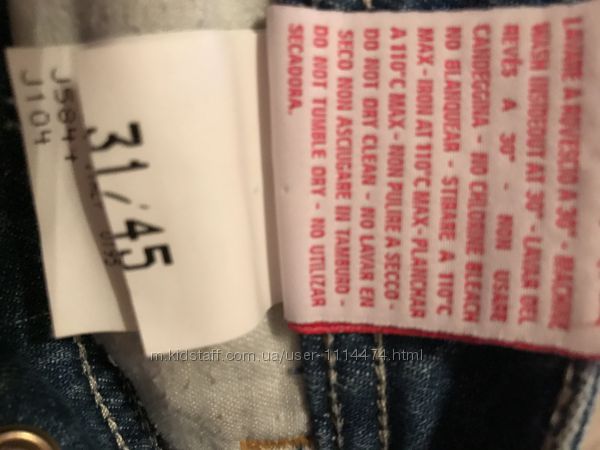 31/45
J584+
J104
LAVARE A ROVESCIO A 30° - MACHINE
WASH INSIDOUT AT 30° - LAVAR DEL
REVÉS A 30° - NON USARE
CANDEGGINA - NO CHLORINE BLEACH
NO BLANQUEAR - STIRARE A 110°C
MAX - IRON AT 110°C MAX - PLANCHAR
A 110°C MAX - NON PULIRE A SECCO -
DO NOT DRY CLEAR - NO LAVAR EN
SECO NON ASCIUGARE IN TAMBURO -
DO NOT TUMBLE DRY - NO UTILIZAR
SECADORA.
m.kidstaff.com.ua/user-1114474.html